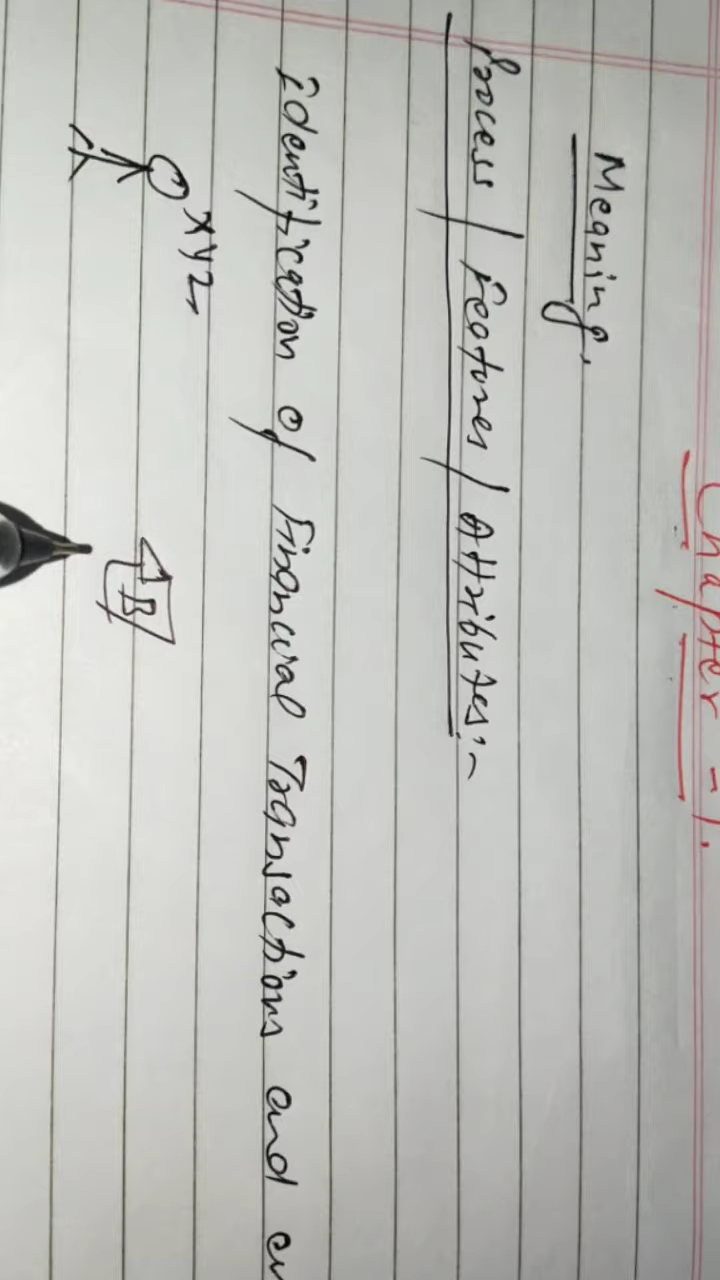 Chapter - 1.
Meaning.
Process / Features / Attributes:-
Identification of Financial Transactions and
XYZ
B